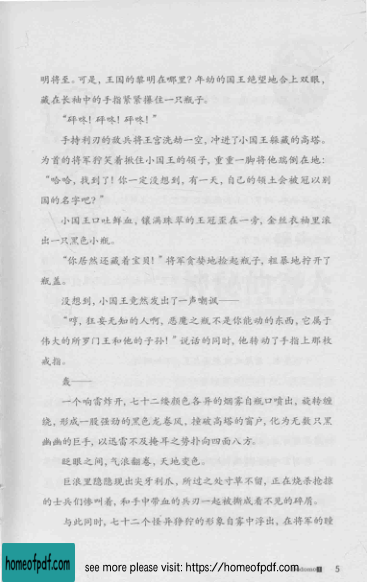 明将至。可是，王国的黎明在哪里？年幼的国王绝望地合上双眼，
藏在长袖中的手指紧紧攥住一只瓶子。
“砰咚！砰咚！砰咚！”
手持利刃的敌兵将王宫洗劫一空，冲进了小国王躲藏的高塔。
为首的将军狞笑着揪住小国王的领子，重重一脚将他踹倒在地：
“哈哈，找到了！你一定没想到，有一天，自己的领土会被冠以别
国的名字吧？”
小国王口吐鲜血，镶满珠翠的王冠歪在一旁，金丝衣袖里滚
出一只黑色小瓶。
“你居然还藏着宝贝！”将军贪婪地捡起瓶子，粗暴地拧开了
瓶盖。
没想到，小国王竟然发出了一声嘲讽——
“哼，狂妄无知的人啊，恶魔之瓶不是你能动的东西，它属于
伟大的所罗门王和他的子孙！”说话的同时，他转动了手指上那枚
戒指。
轰——
一个响雷炸开，七十二缕颜色各异的烟雾自瓶口喷出，旋转缠
绕，形成一股强劲的黑色龙卷风，撞破高塔的窗户，化为无数只黑
幽幽的巨手，以迅雷不及掩耳之势扑向四面八方。
眨眼之间，气浪翻卷，天地变色。
巨浪里隐隐现出尖牙利爪，所过之处寸草不留，正在烧杀抢掠
的士兵们惨叫着，和手中带血的兵刃一起被撕成看不见的碎屑。
与此同时，七十二个怪异狰狞的形象自雾中浮出，在将军的瞳
5
homeofpdf.com
see more please visit: https://homeofpdf.com